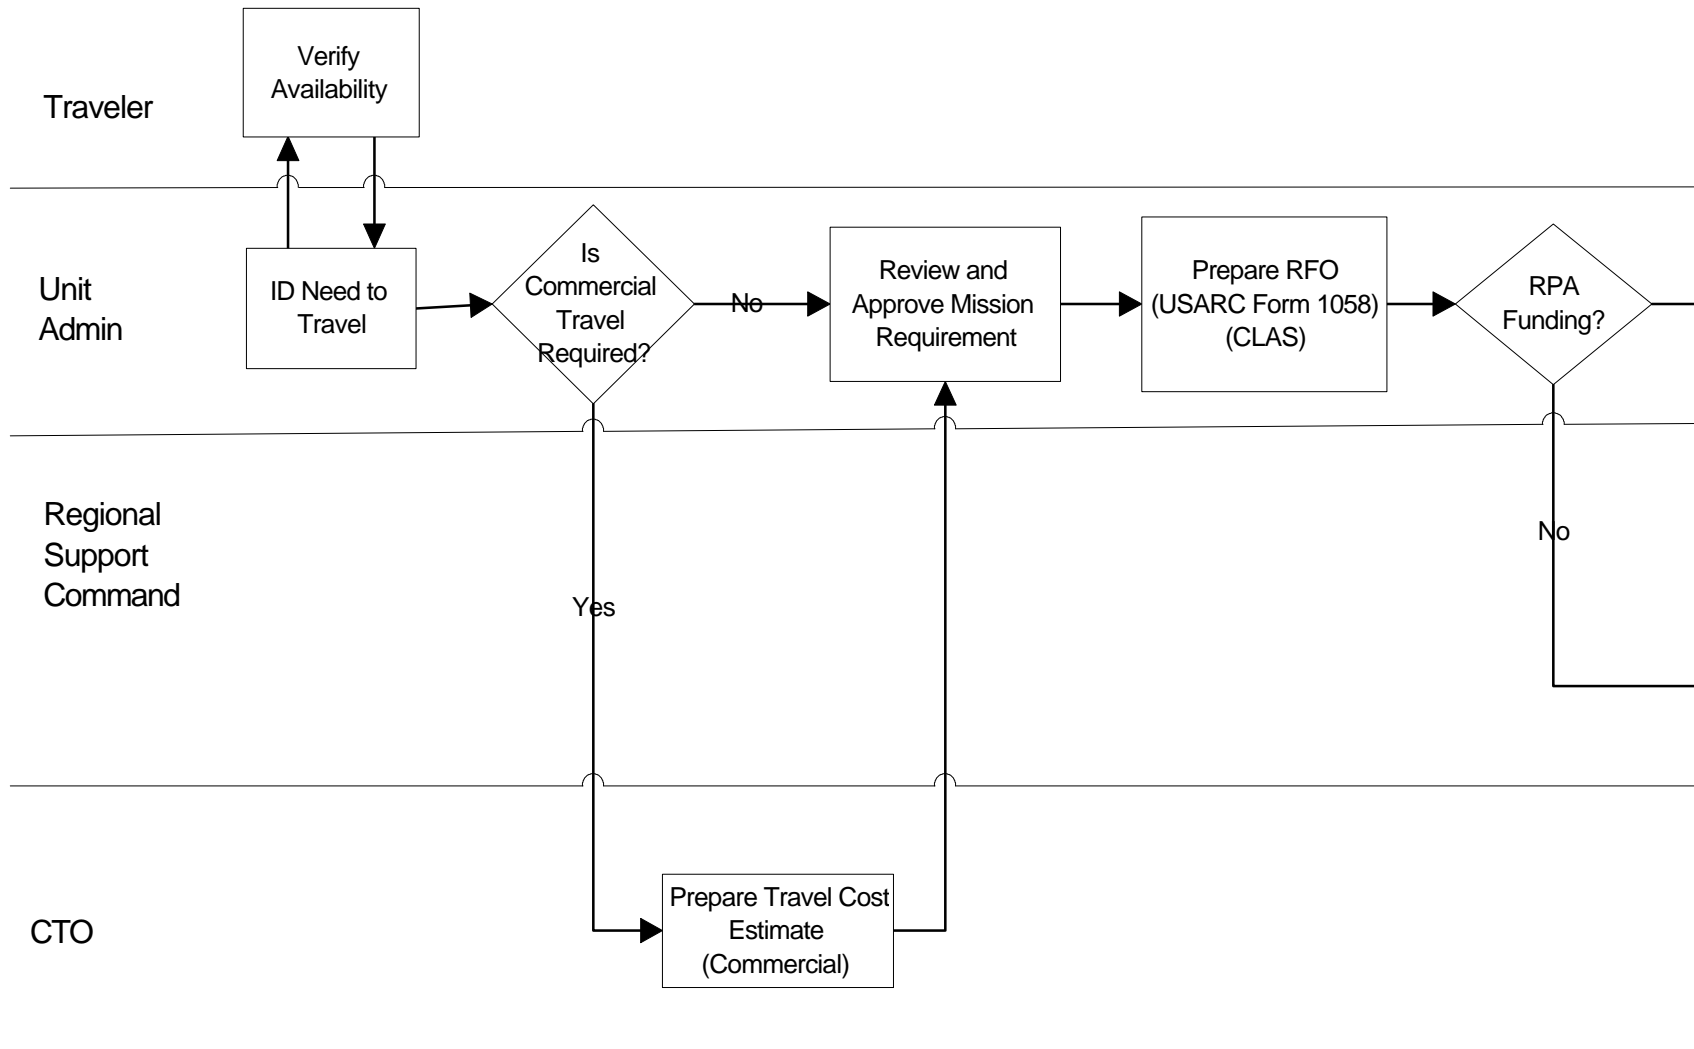 Verify
Availability
Traveler
Unit
Admin
ID Need to
Travel
Is
Commercial
Travel
Required?
No
Review and
Approve Mission
Requirement
Prepare RFO
(USARC Form 1058)
(CLAS)
RPA
Funding?
Regional
Support
Command
Yes
No
CTO
Prepare Travel Cost
Estimate
(Commercial)